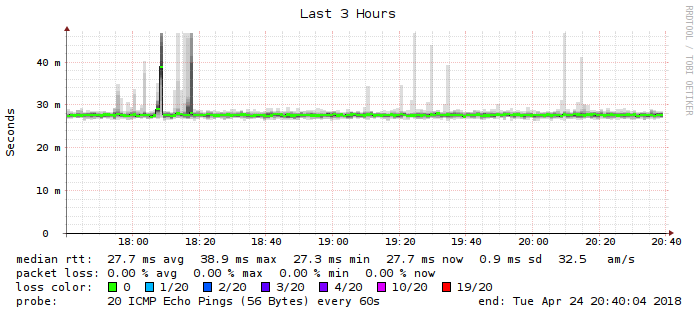 Last 3 Hours
RRDTOOL / TOBI OETIKER
Seconds
40 m
30 m
20 m
10 m
0
18:00 18:20 18:40 19:00 19:20 19:40 20:00 20:20 20:40
median rtt: 27.7 ms avg 38.9 ms max 27.3 ms min 27.7 ms now 0.9 ms sd 32.5 am/s
packet loss: 0.00 % avg 0.00 % max 0.00 % min 0.00 % now
loss color: 0 1/20 2/20 3/20 4/20 10/20 19/20
probe: 20 ICMP Echo Pings (56 Bytes) every 60s end: Tue Apr 24 20:40:04 2018